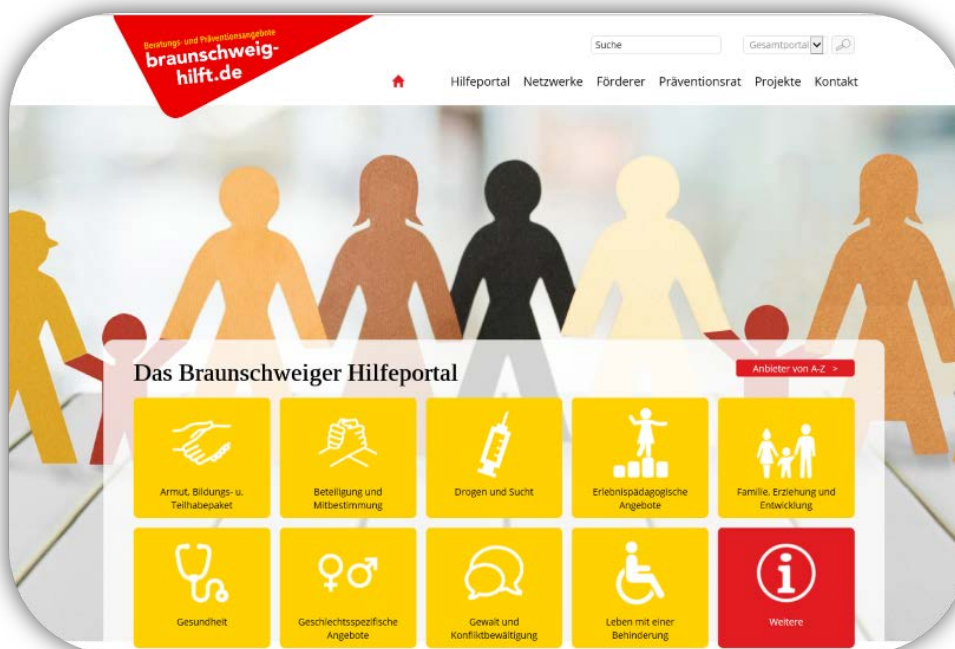 Beratungs- und Präventionsangebote
braunschweig-
hilft.de
Suche
Gesamtportal
Hilfeportal Netzwerke Förderer Präventionsrat Projekte Kontakt
Das Braunschweiger Hilfeportal
Anbieter von A-Z >
Armut, Bildungs- u.
Teilhabepaket
Beteiligung und
Mitbestimmung
Drogen und Sucht
Erlebnispädagogische
Angebote
Familie, Erziehung und
Entwicklung
Gesundheit
Geschlechtsspezifische
Angebote
Gewalt und
Konfliktbewältigung
Leben mit einer
Behinderung
Weitere